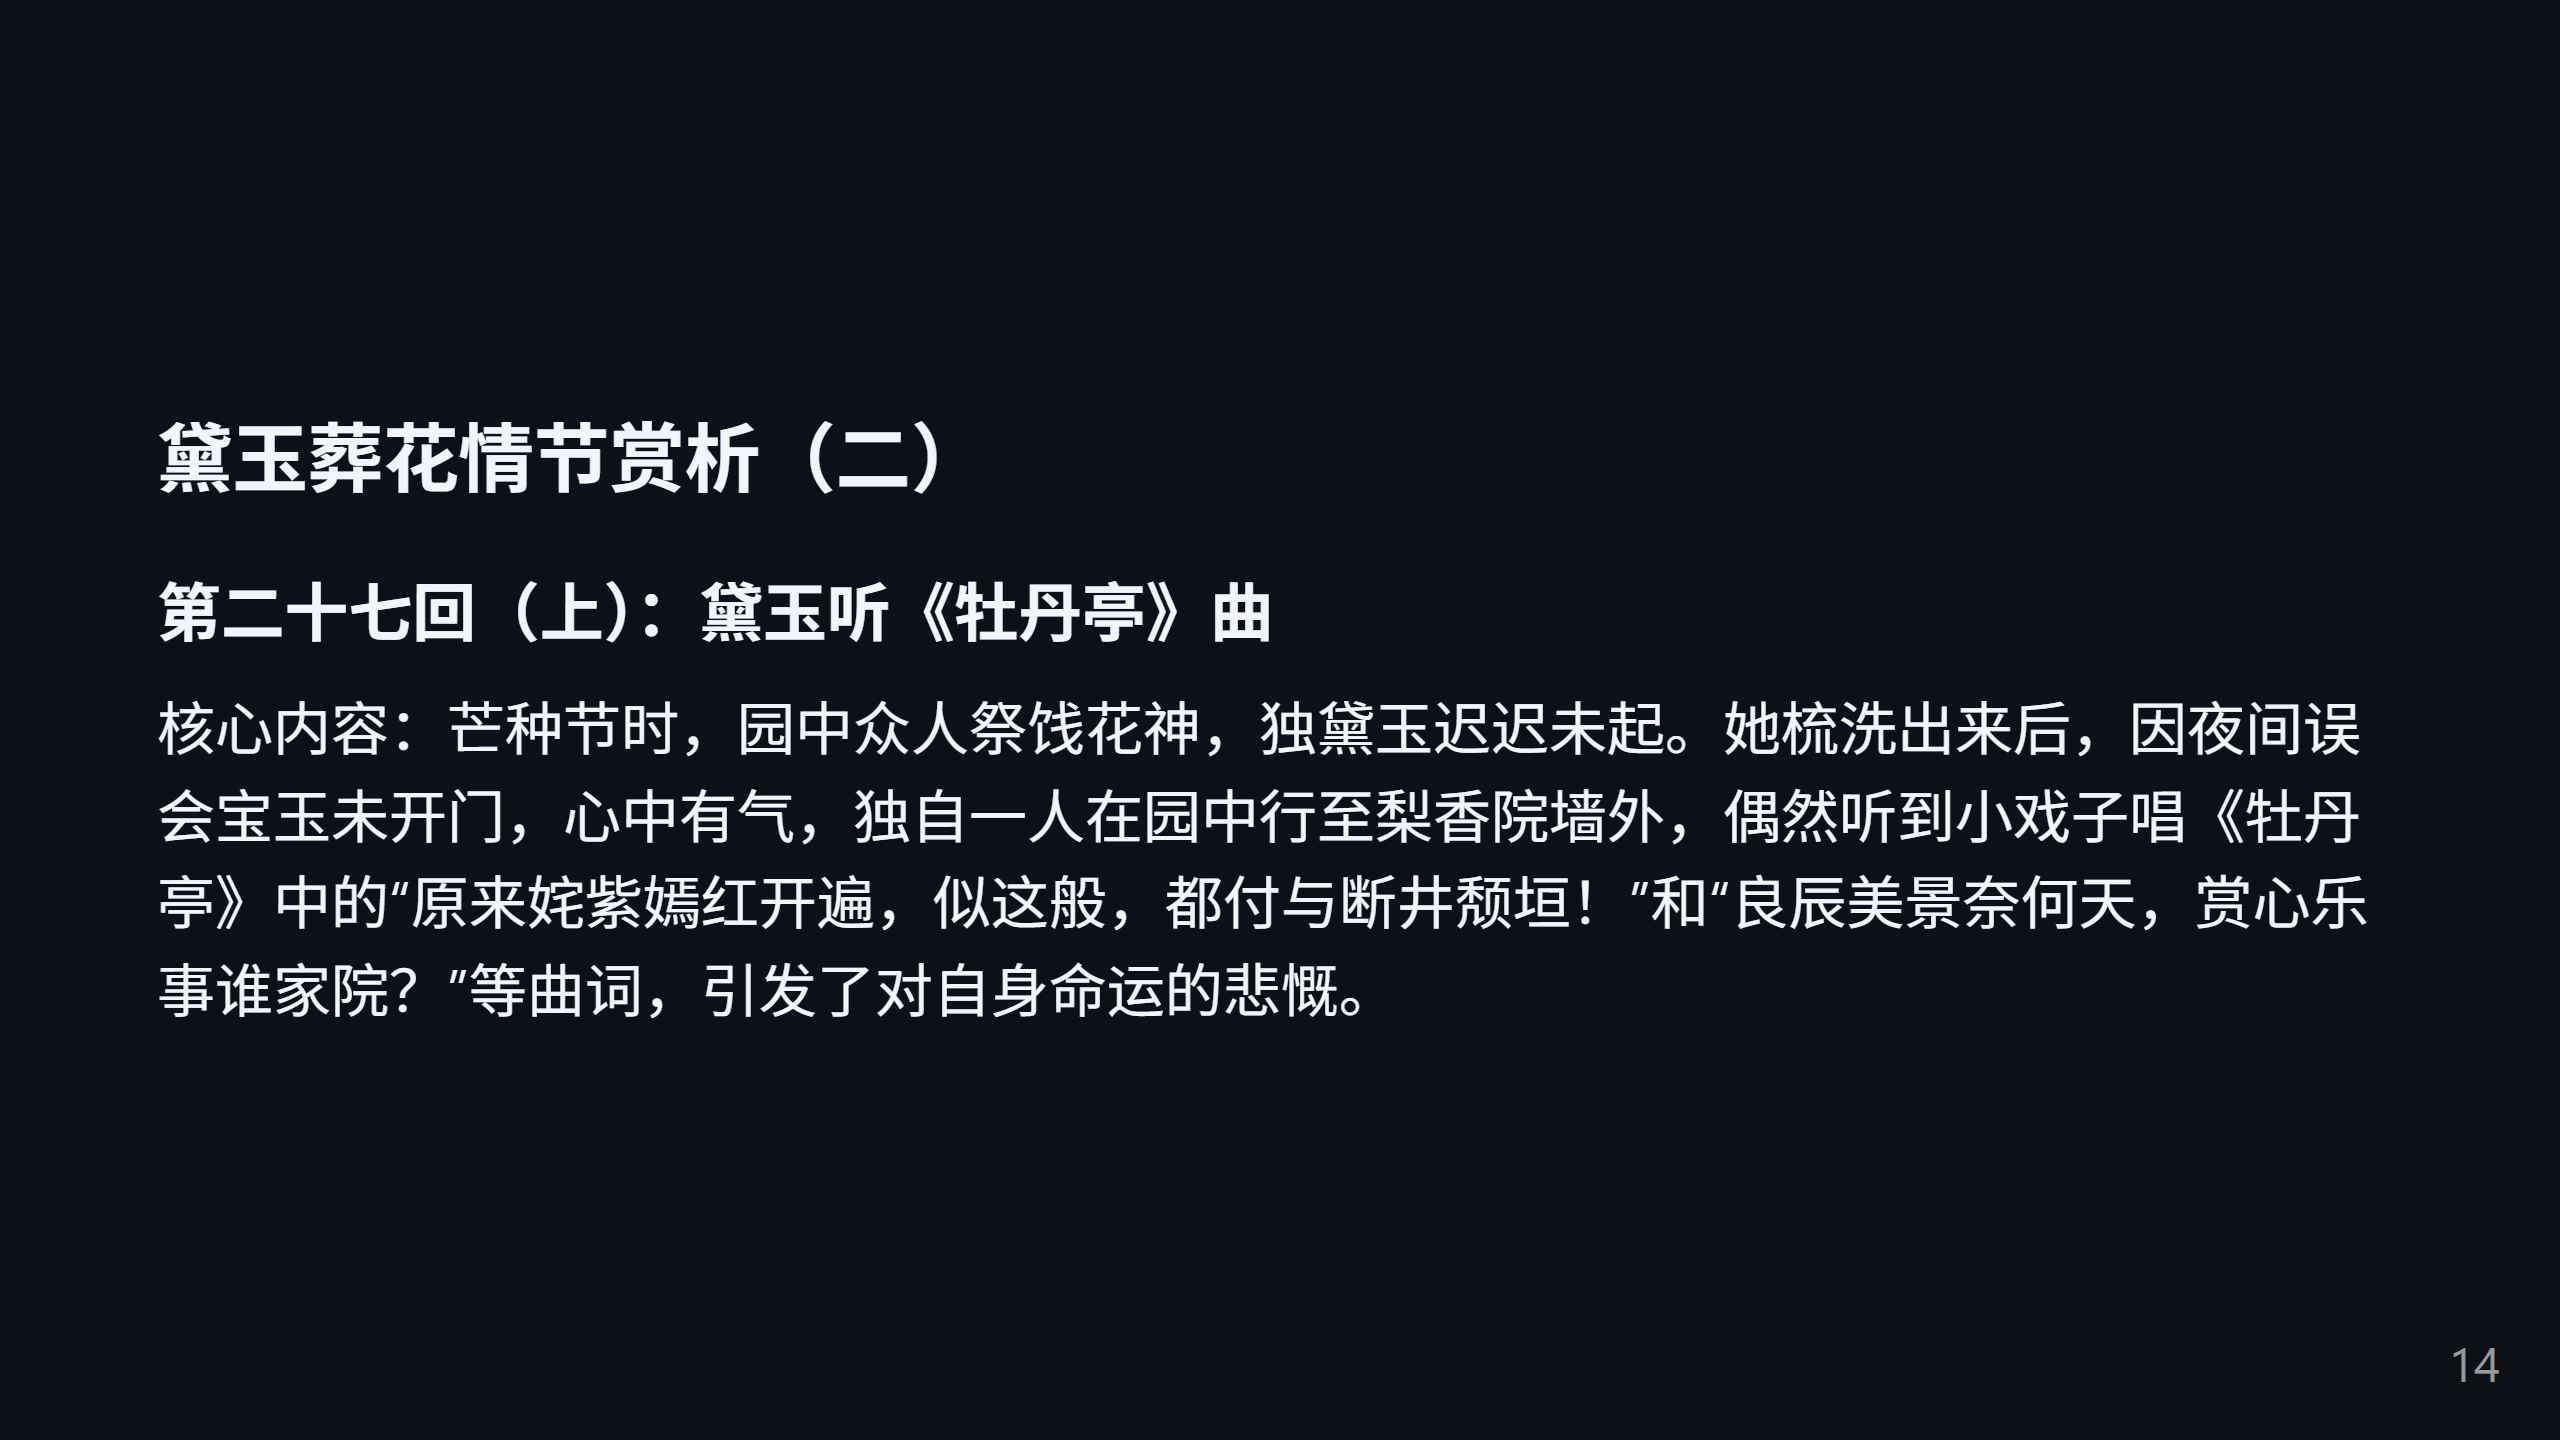 黛玉葬花情节赏析（二）
第二十七回（上）：黛玉听《牡丹亭》曲
核心内容：芒种节时，园中众人祭饯花神，独黛玉迟迟未起。她梳洗出来后，因夜间误
会宝玉未开门，心中有气，独自一人在园中行至梨香院墙外，偶然听到小戏子唱《牡丹
亭》中的“原来姹紫嫣红开遍，似这般，都付与断井颓垣！”和“良辰美景奈何天，赏心乐
事谁家院？”等曲词，引发了对自身命运的悲慨。
14